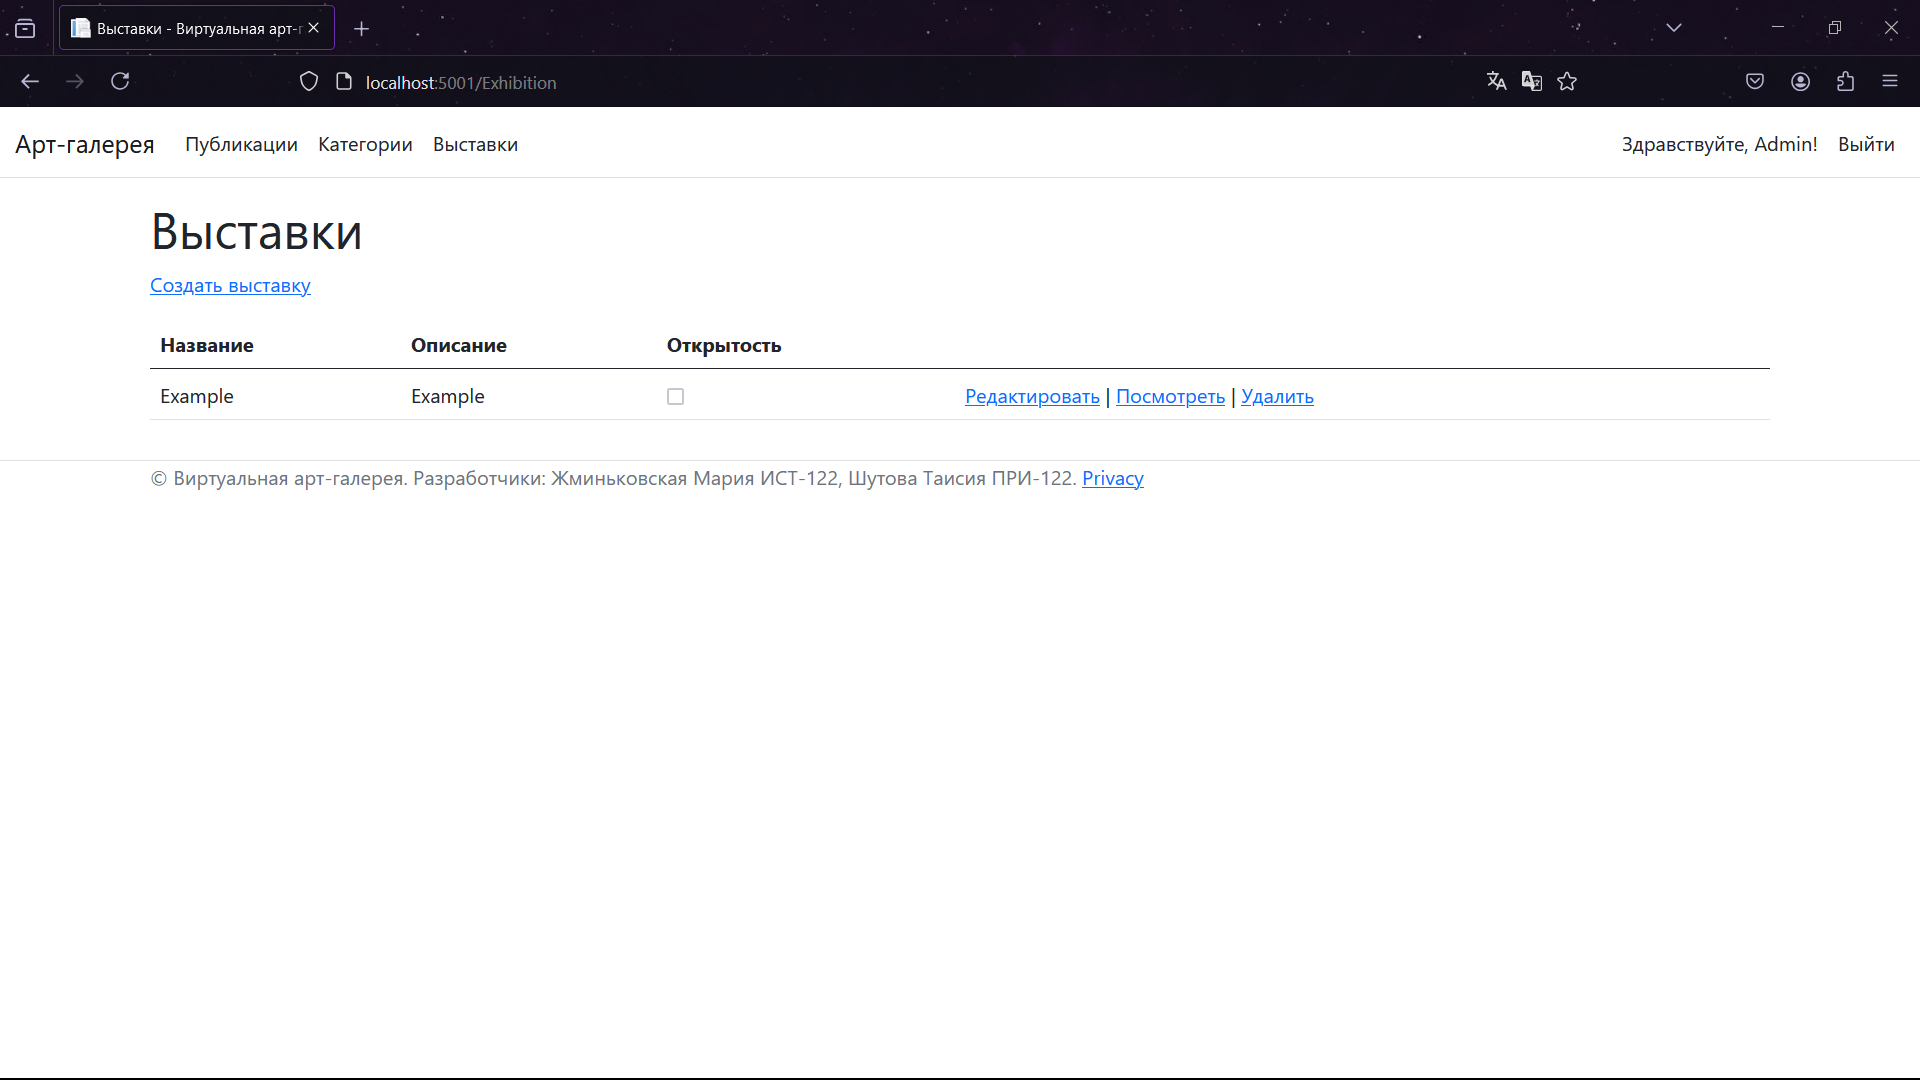 Выставки - Виртуальная арт-г
localhost:5001/Exhibition
Арт-галерея Публикации Категории Выставки Здравствуйте, Admin! Выйти
Выставки
Создать выставку
Название Описание Открытость
Example Example Редактировать | Посмотреть | Удалить
© Виртуальная арт-галерея. Разработчики: Жминьковская Мария ИСТ-122, Шутова Таисия ПРИ-122. Privacy